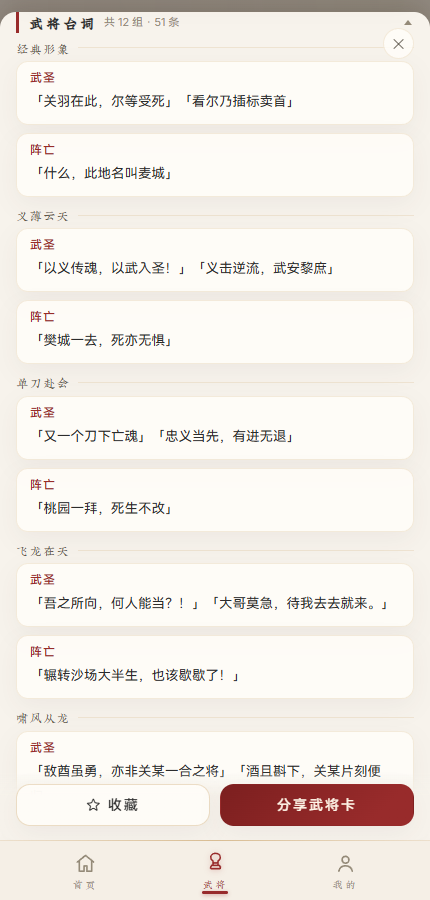 武将台词 共 12 组 · 51 条
经典形象
武圣
「关羽在此，尔等受死」「看尔乃插标卖首」
阵亡
「什么，此地名叫麦城」
义薄云天
武圣
「以义传魂，以武入圣！」「义击逆流，武安黎庶」
阵亡
「樊城一去，死亦无惧」
单刀赴会
武圣
「又一个刀下亡魂」「忠义当先，有进无退」
阵亡
「桃园一拜，死生不改」
飞龙在天
武圣
「吾之所向，何人能当？！」「大哥莫急，待我去去就来。」
阵亡
「辗转沙场大半生，也该歇歇了！」
啸风从龙
武圣
「敌酋虽勇，亦非关某一合之将」「酒且斟下，关某片刻便
收藏
分享武将卡
首页
武将
我的